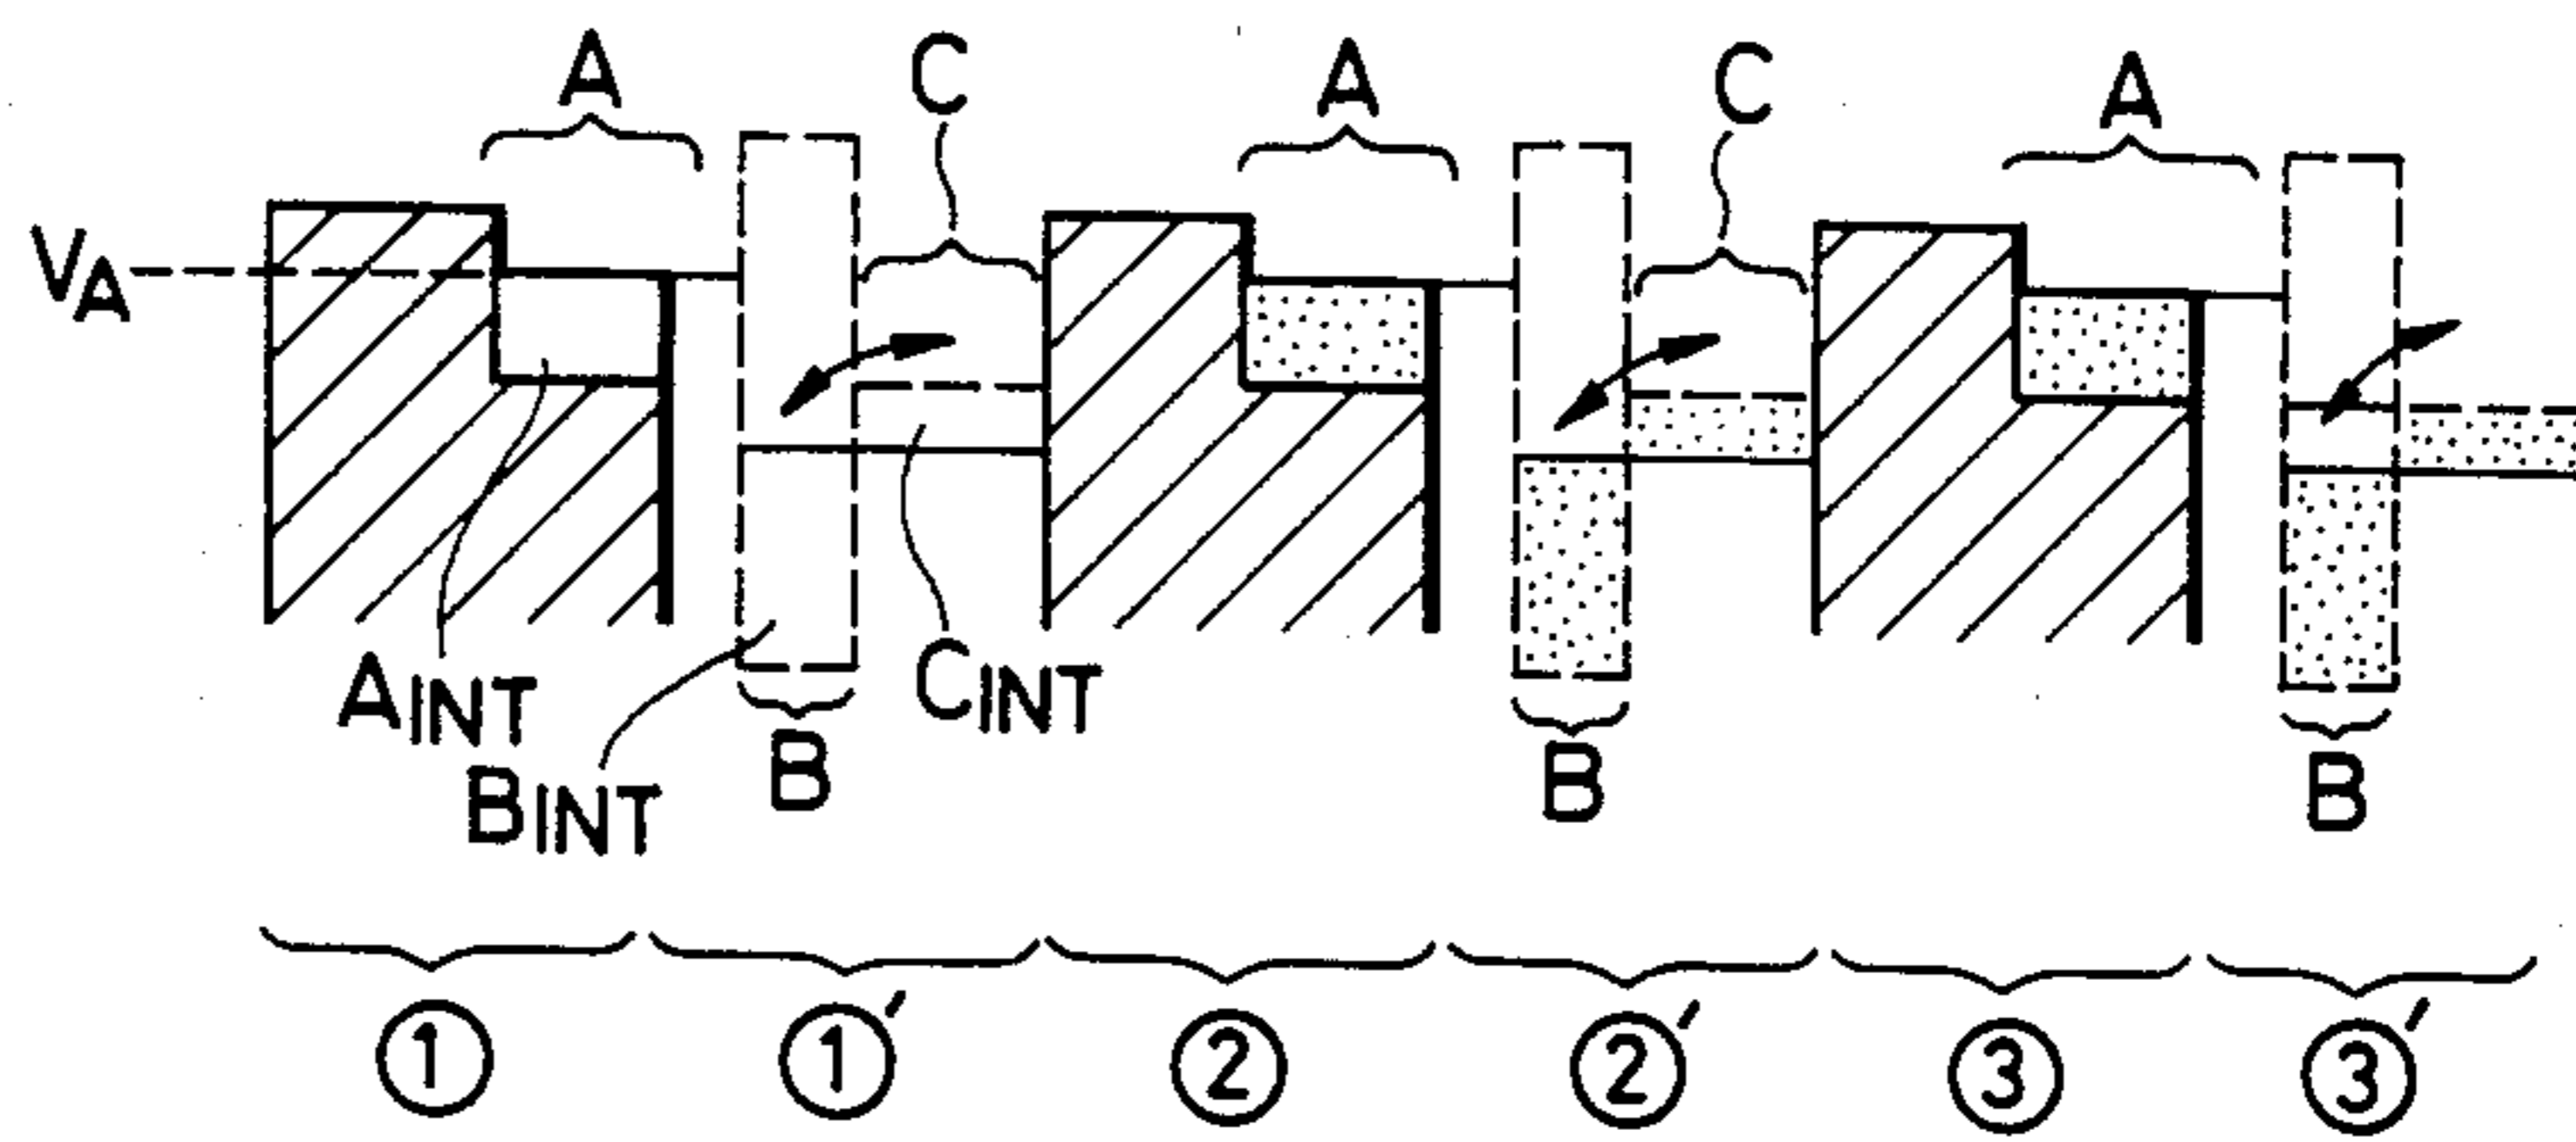 A C A C A
VA
AINT BINT B CINT B B
① ①′ ② ②′ ③ ③′